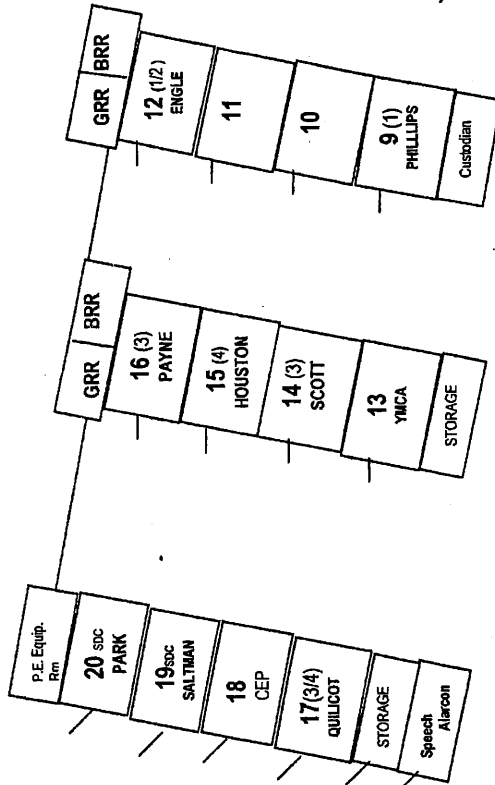 GRR BRR
12 (1/2)
ENGLE
11
10
9 (1)
PHILLIPS
Custodian
GRR BRR
16 (3)
PAYNE
15 (4)
HOUSTON
14 (3)
SCOTT
13
YMCA
STORAGE
P.E. Equip.
Rm
20 SDC
PARK
19 SDC
SALTMAN
18
CEP
17 (3/4)
QUILICOT
STORAGE
Speech
Alarcon